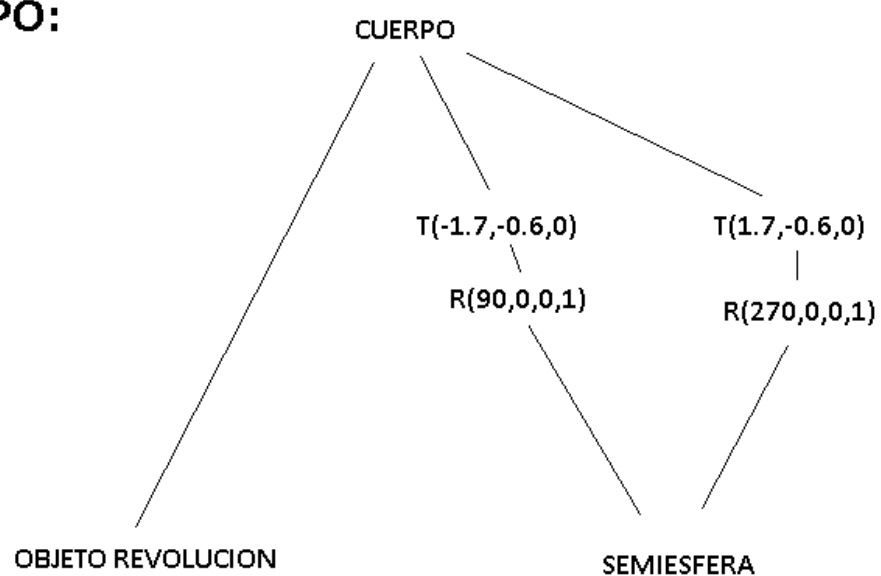 PO:
CUERPO
T(-1.7,-0.6,0)
T(1.7,-0.6,0)
R(90,0,0,1)
R(270,0,0,1)
OBJETO REVOLUCION
SEMIESFERA